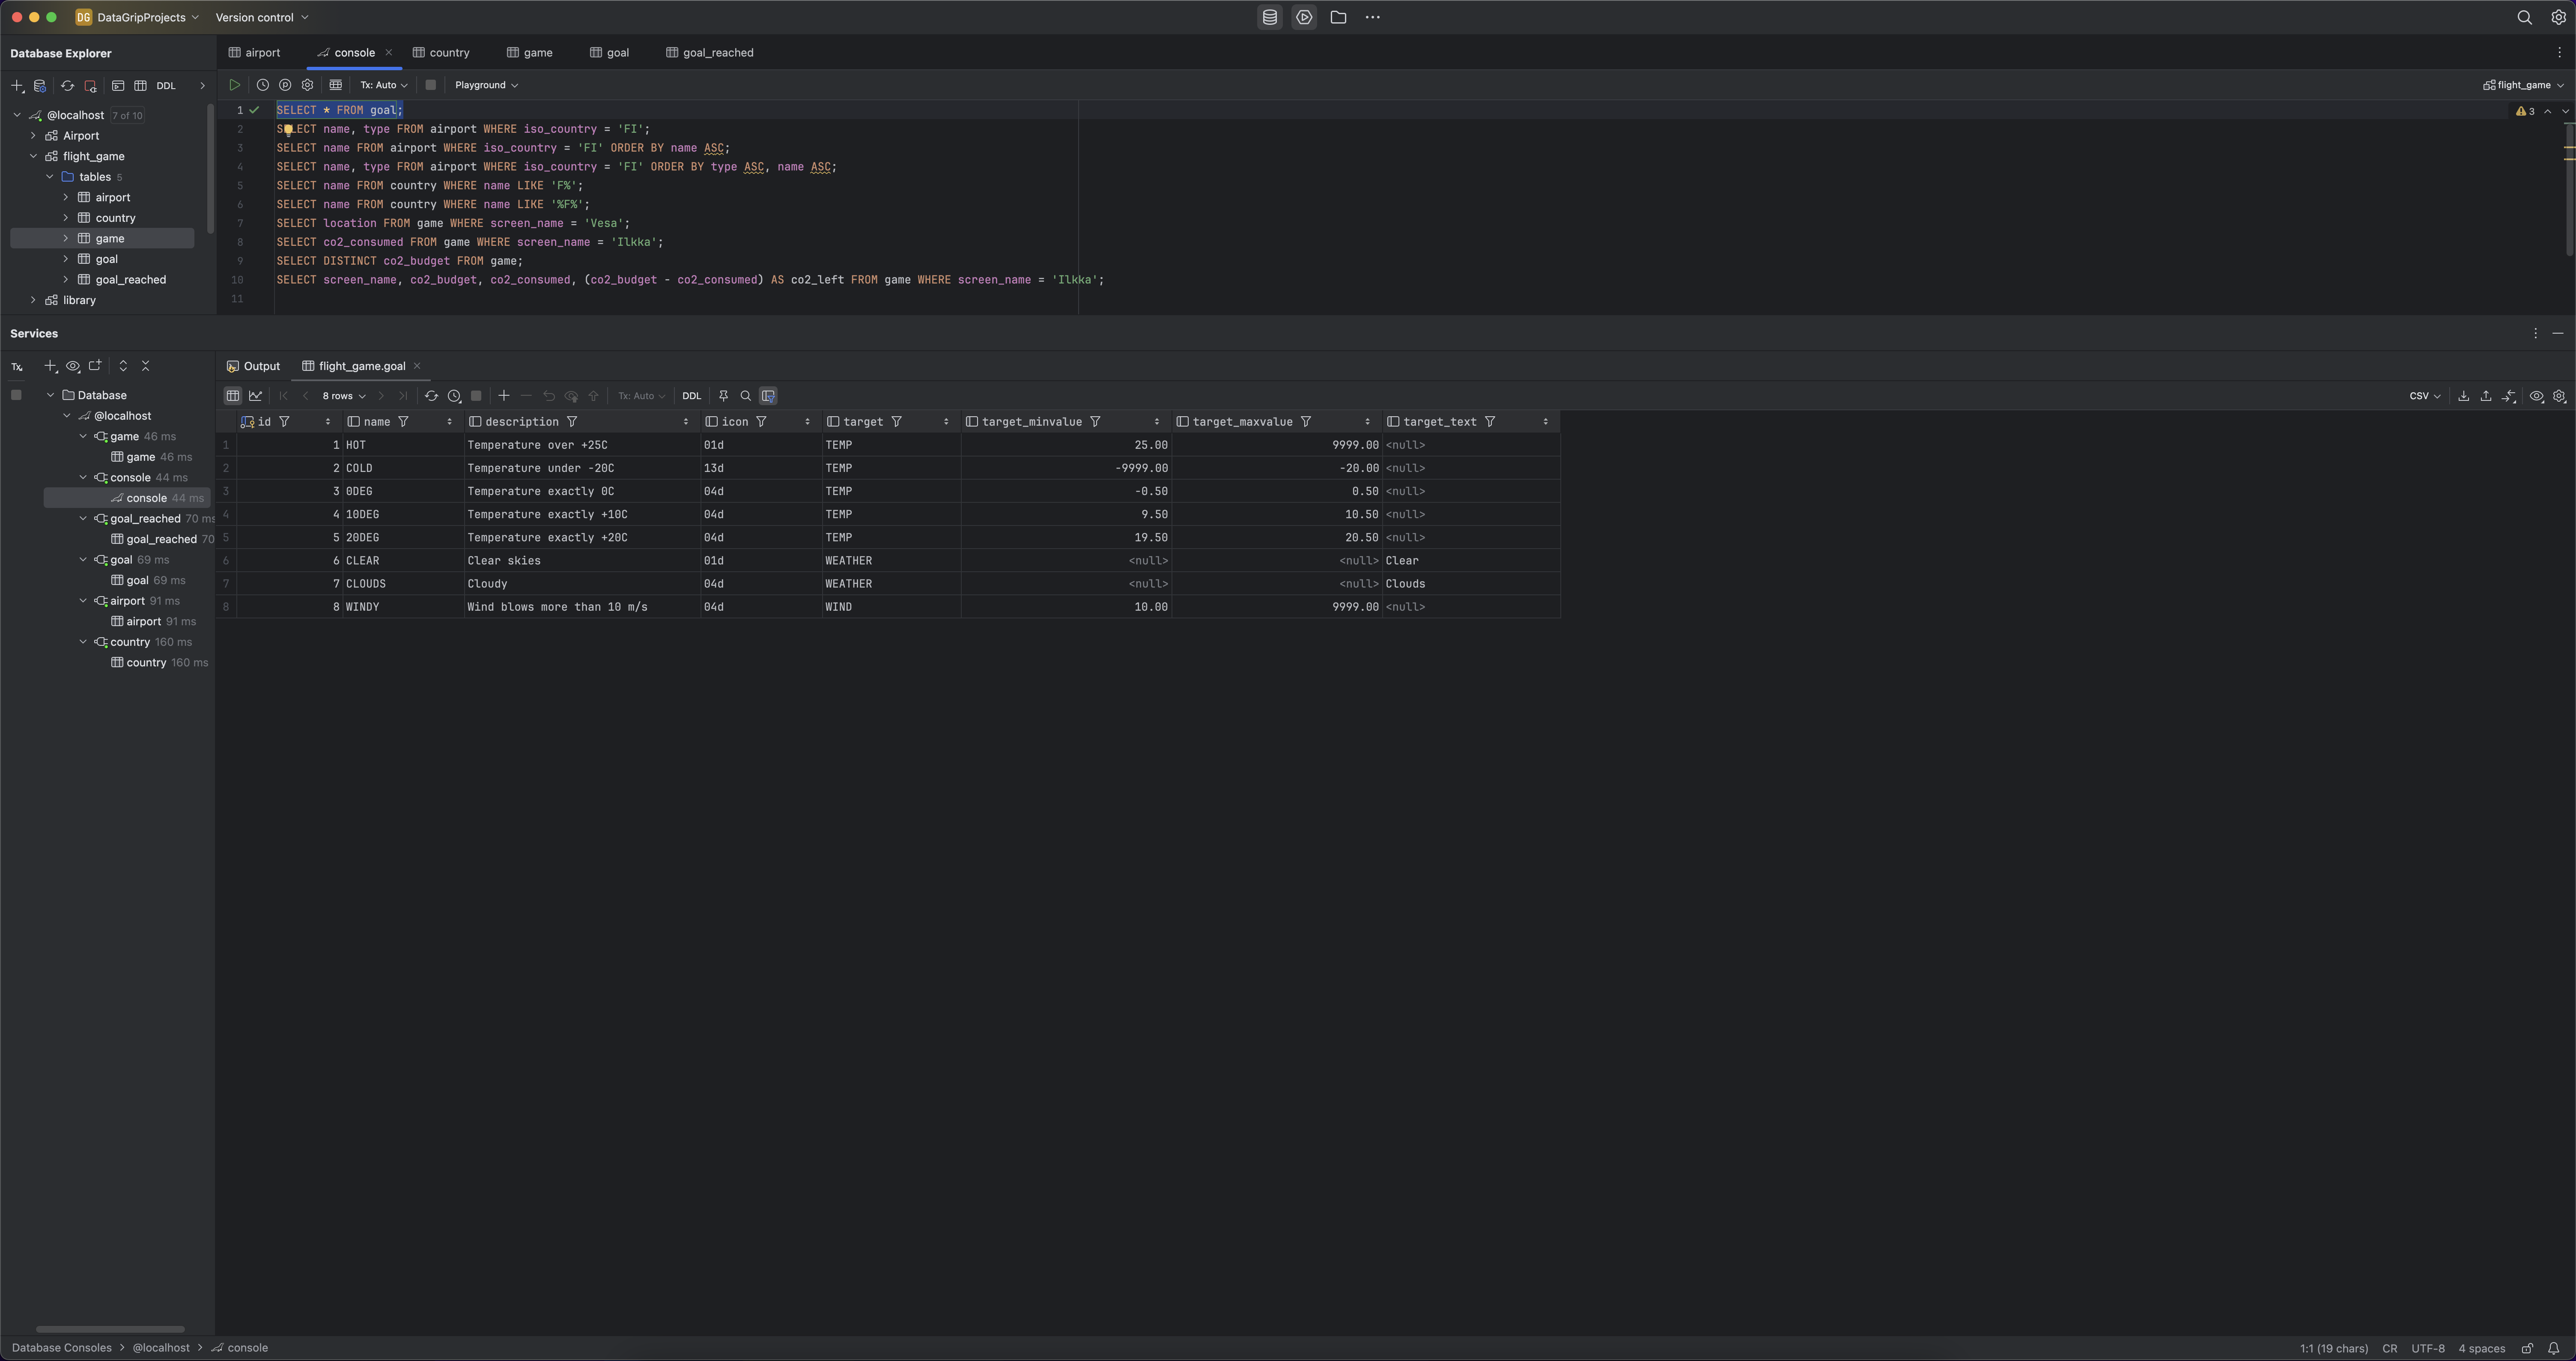 DG DataGripProjects Version control
Database Explorer
airport console country game goal goal_reached
DDL
Tx: Auto Playground flight_game
@localhost 7 of 10
Airport
flight_game
tables 5
airport
country
game
goal
goal_reached
library
1 SELECT * FROM goal;
2 SELECT name, type FROM airport WHERE iso_country = 'FI';
3 SELECT name FROM airport WHERE iso_country = 'FI' ORDER BY name ASC;
4 SELECT name, type FROM airport WHERE iso_country = 'FI' ORDER BY type ASC, name ASC;
5 SELECT name FROM country WHERE name LIKE 'F%';
6 SELECT name FROM country WHERE name LIKE '%F%';
7 SELECT location FROM game WHERE screen_name = 'Vesa';
8 SELECT co2_consumed FROM game WHERE screen_name = 'Ilkka';
9 SELECT DISTINCT co2_budget FROM game;
10 SELECT screen_name, co2_budget, co2_consumed, (co2_budget - co2_consumed) AS co2_left FROM game WHERE screen_name = 'Ilkka';
11
3
Services
Tx
Database
@localhost
game 46 ms
game 46 ms
console 44 ms
console 44 ms
goal_reached 70 ms
goal_reached 70
goal 69 ms
goal 69 ms
airport 91 ms
airport 91 ms
country 160 ms
country 160 ms
Output flight_game.goal
8 rows Tx: Auto DDL CSV
id name description icon target target_minvalue target_maxvalue target_text
1 1 HOT Temperature over +25C 01d TEMP 25.00 9999.00 <null>
2 2 COLD Temperature under -20C 13d TEMP -9999.00 -20.00 <null>
3 3 0DEG Temperature exactly 0C 04d TEMP -0.50 0.50 <null>
4 4 10DEG Temperature exactly +10C 04d TEMP 9.50 10.50 <null>
5 5 20DEG Temperature exactly +20C 04d TEMP 19.50 20.50 <null>
6 6 CLEAR Clear skies 01d WEATHER <null> <null> Clear
7 7 CLOUDS Cloudy 04d WEATHER <null> <null> Clouds
8 8 WINDY Wind blows more than 10 m/s 04d WIND 10.00 9999.00 <null>
Database Consoles > @localhost > console
1:1 (19 chars) CR UTF-8 4 spaces